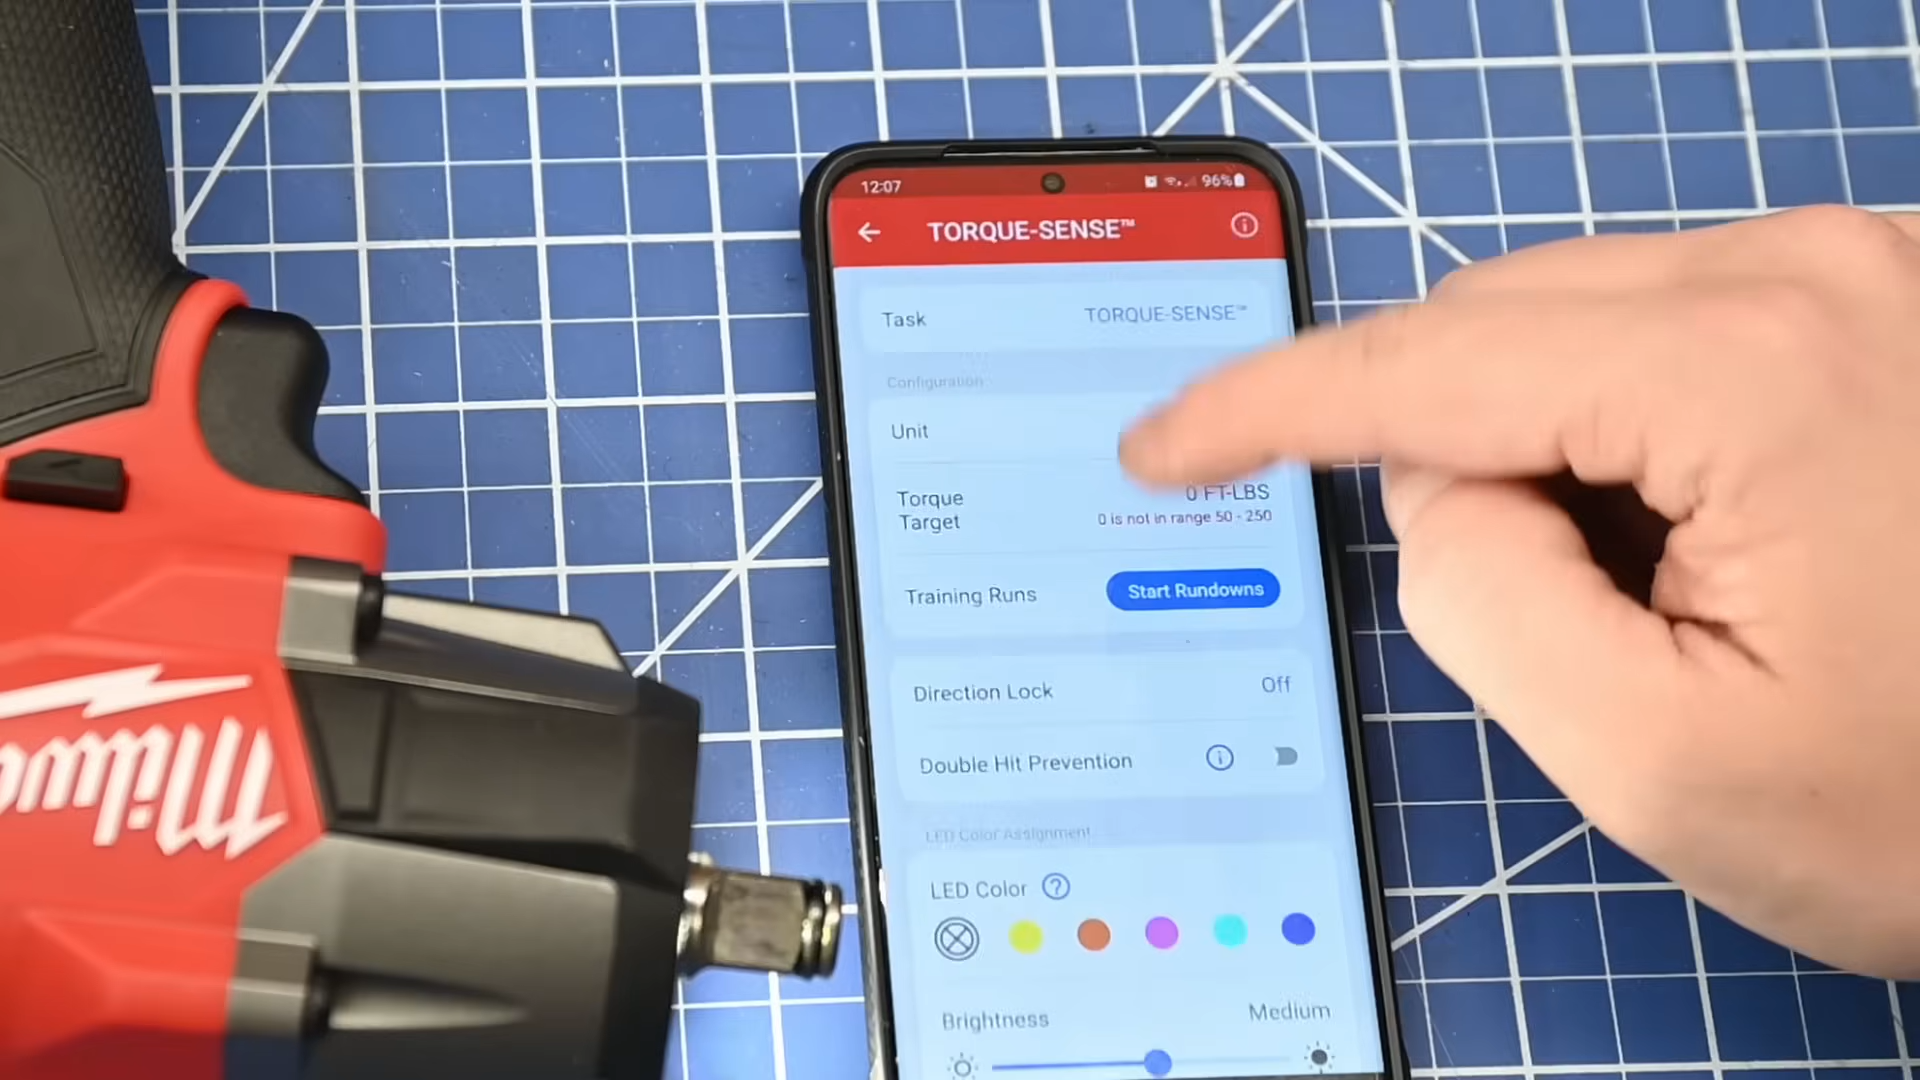 12:07
96%
TORQUE-SENSE™
Task
TORQUE-SENSE™
Configuration
Unit
Torque
Target
0 FT-LBS
0 is not in range 50 - 250
Training Runs
Start Rundowns
Direction Lock
Off
Double Hit Prevention
LED Color Assignment
LED Color
Brightness
Medium
Milw